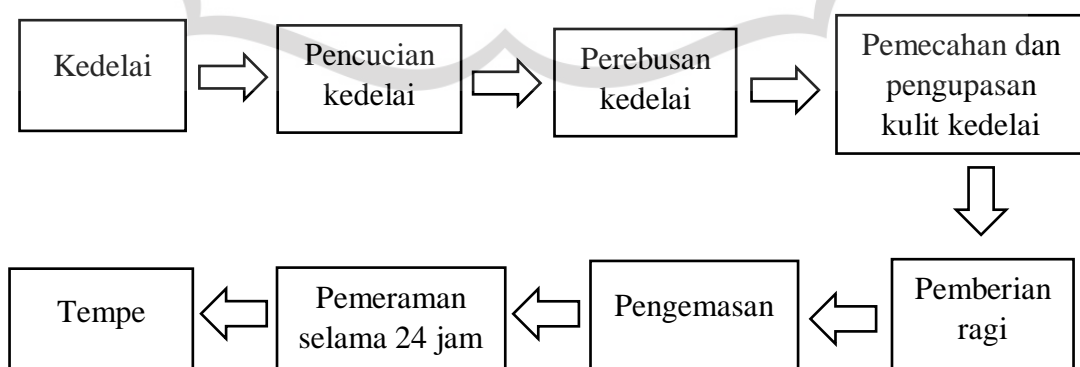 Kedelai
Pencucian
kedelai
Perebusan
kedelai
Pemecahan dan
pengupasan
kulit kedelai
Pemberian
ragi
Pengemasan
Pemeraman
selama 24 jam
Tempe